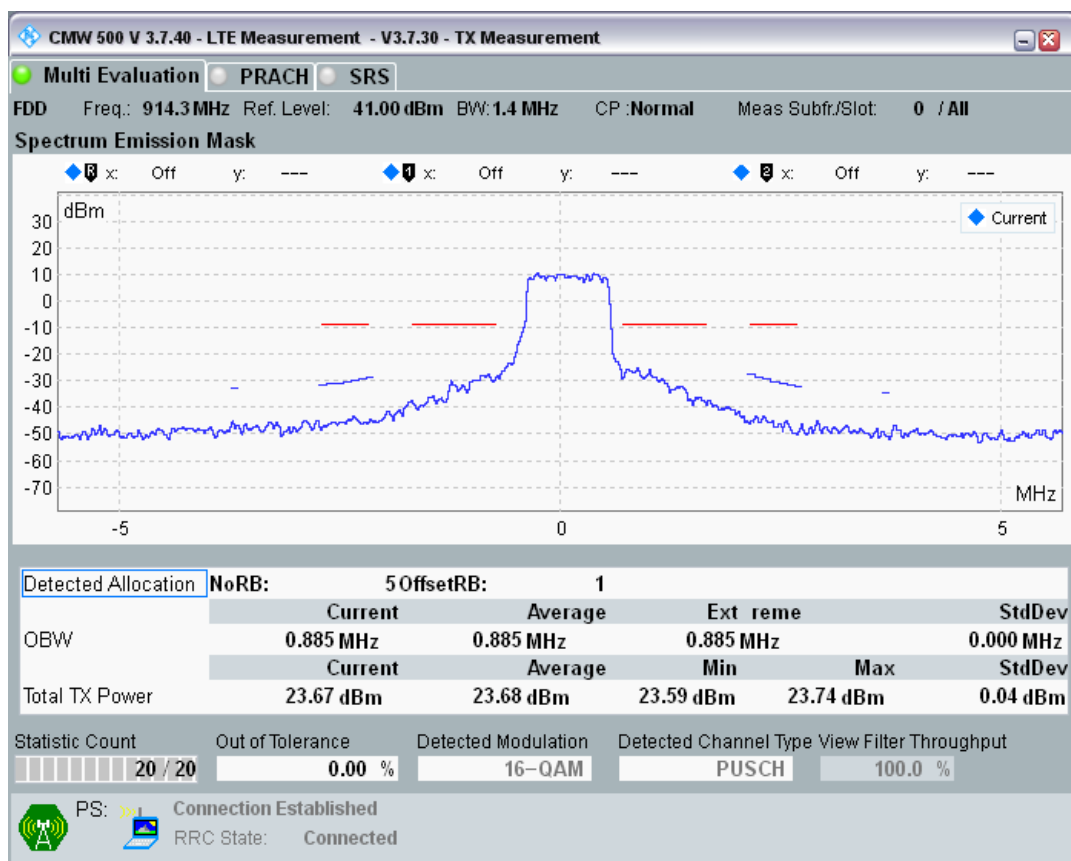 CMW 500 V 3.7.40 - LTE Measurement - V3.7.30 - TX Measurement
Multi Evaluation PRACH SRS
FDD Freq.: 914.3 MHz Ref. Level: 41.00 dBm BW: 1.4 MHz CP :Normal Meas Subfr./Slot: 0 / All
Spectrum Emission Mask
R x: Off y: --- 1 x: Off y: --- 2 x: Off y: ---
dBm
Current
30
20
10
0
-10
-20
-30
-40
-50
-60
-70
MHz
-5 0 5
Detected Allocation NoRB: 5 OffsetRB: 1
Current Average Ext reme StdDev
OBW 0.885 MHz 0.885 MHz 0.885 MHz 0.000 MHz
Current Average Min Max StdDev
Total TX Power 23.67 dBm 23.68 dBm 23.59 dBm 23.74 dBm 0.04 dBm
Statistic Count Out of Tolerance Detected Modulation Detected Channel Type View Filter Throughput
20 / 20 0.00 % 16-QAM PUSCH 100.0 %
PS: Connection Established
RRC State: Connected